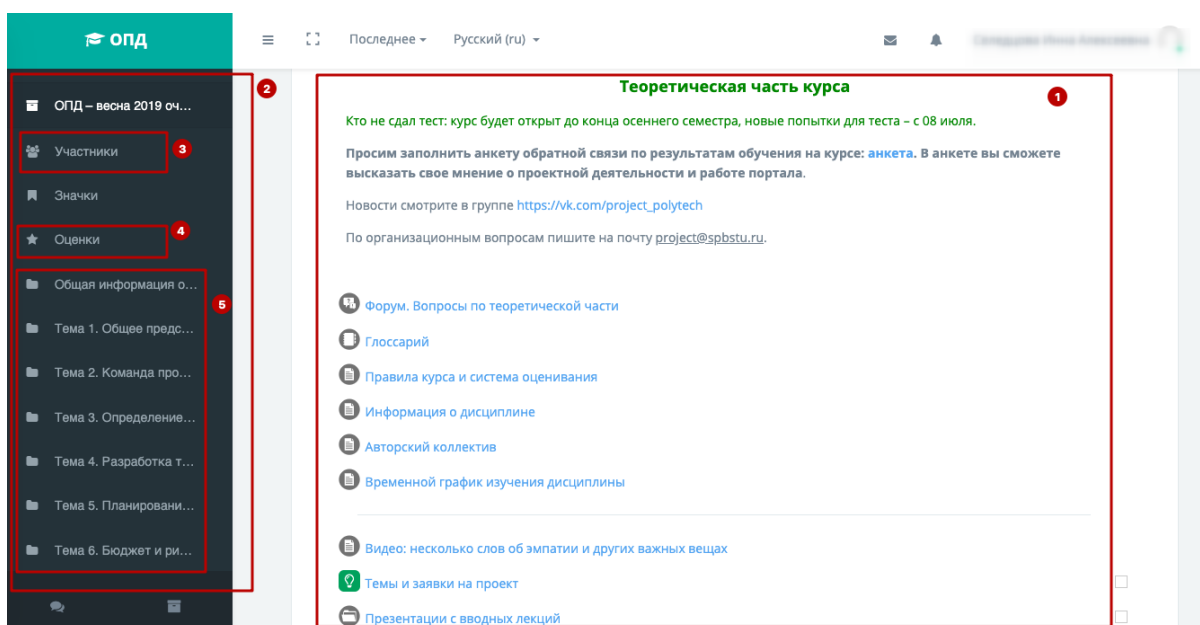 ОПД
Последнее
Русский (ru)
2
ОПД – весна 2019 оч...
Участники
3
Значки
Оценки
4
Общая информация о...
5
Тема 1. Общее предс...
Тема 2. Команда про...
Тема 3. Определение...
Тема 4. Разработка т...
Тема 5. Планировани...
Тема 6. Бюджет и ри...
Теоретическая часть курса
1
Кто не сдал тест: курс будет открыт до конца осеннего семестра, новые попытки для теста – с 08 июля.
Просим заполнить анкету обратной связи по результатам обучения на курсе: анкета. В анкете вы сможете
высказать свое мнение о проектной деятельности и работе портала.
Новости смотрите в группе https://vk.com/project_polytech
По организационным вопросам пишите на почту project@spbstu.ru.
Форум. Вопросы по теоретической части
Глоссарий
Правила курса и система оценивания
Информация о дисциплине
Авторский коллектив
Временной график изучения дисциплины
Видео: несколько слов об эмпатии и других важных вещах
Темы и заявки на проект
Презентации с вводных лекций